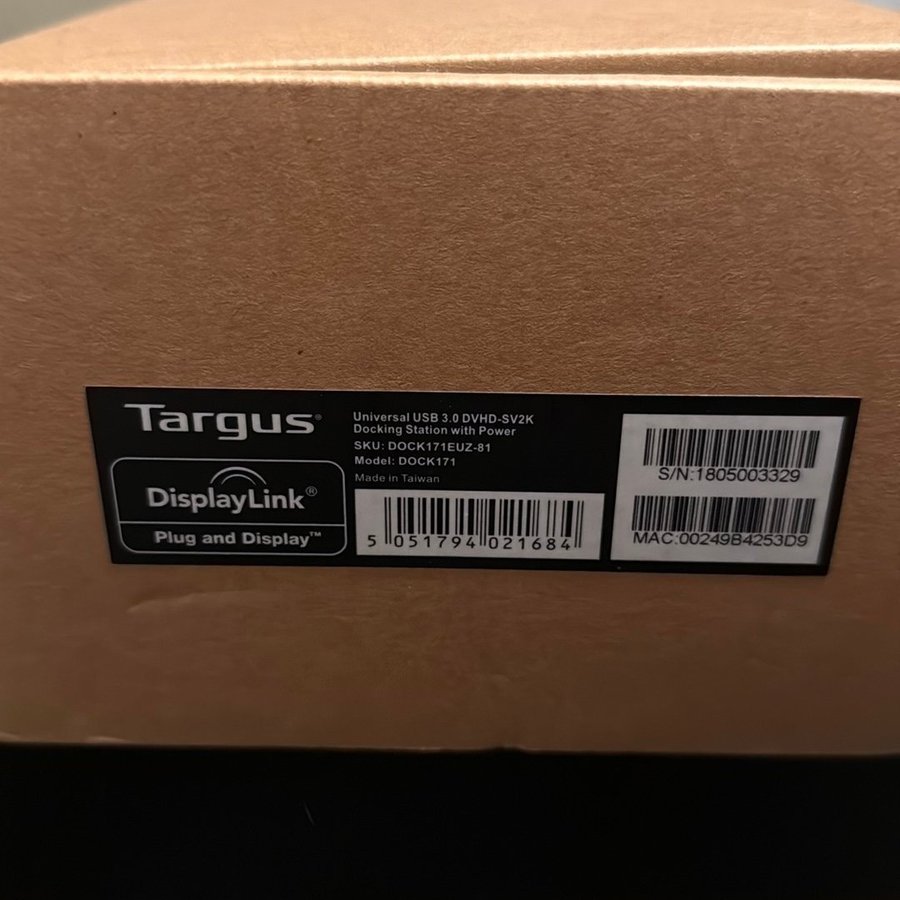 Targus®
DisplayLink®
Plug and Display™
Universal USB 3.0 DVHD-SV2K
Docking Station with Power
SKU: DOCK171EUZ-81
Model: DOCK171
Made in Taiwan
5 051794 021684
S/N:1805003329
MAC:00249B4253D9